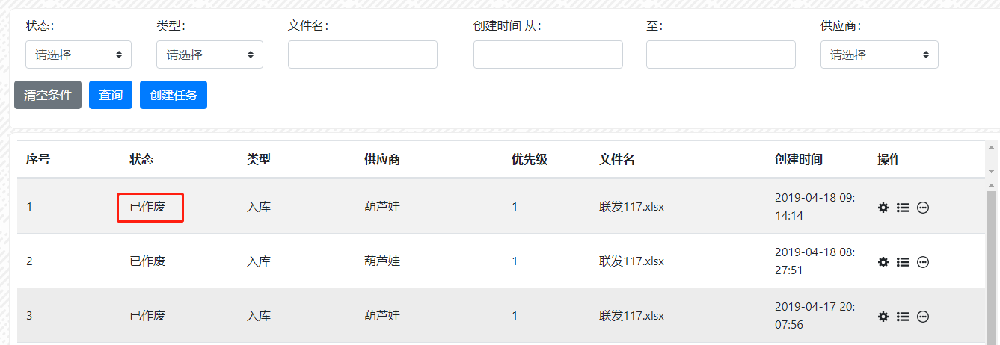 状态： 类型： 文件名： 创建时间 从： 至： 供应商：
请选择 请选择 请选择
清空条件 查询 创建任务
序号 状态 类型 供应商 优先级 文件名 创建时间 操作
1 已作废 入库 葫芦娃 1 联发117.xlsx 2019-04-18 09:
14:14
2 已作废 入库 葫芦娃 1 联发117.xlsx 2019-04-18 08:
27:51
3 已作废 入库 葫芦娃 1 联发117.xlsx 2019-04-17 20:
07:56